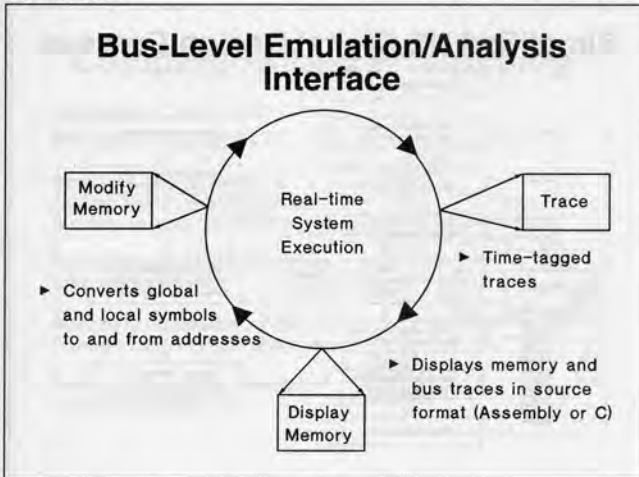 Bus-Level Emulation/Analysis
Interface
Modify
Memory
Real-time
System
Execution
Trace
► Time-tagged
traces
► Converts global
and local symbols
to and from addresses
► Displays memory and
bus traces in source
format (Assembly or C)
Display
Memory